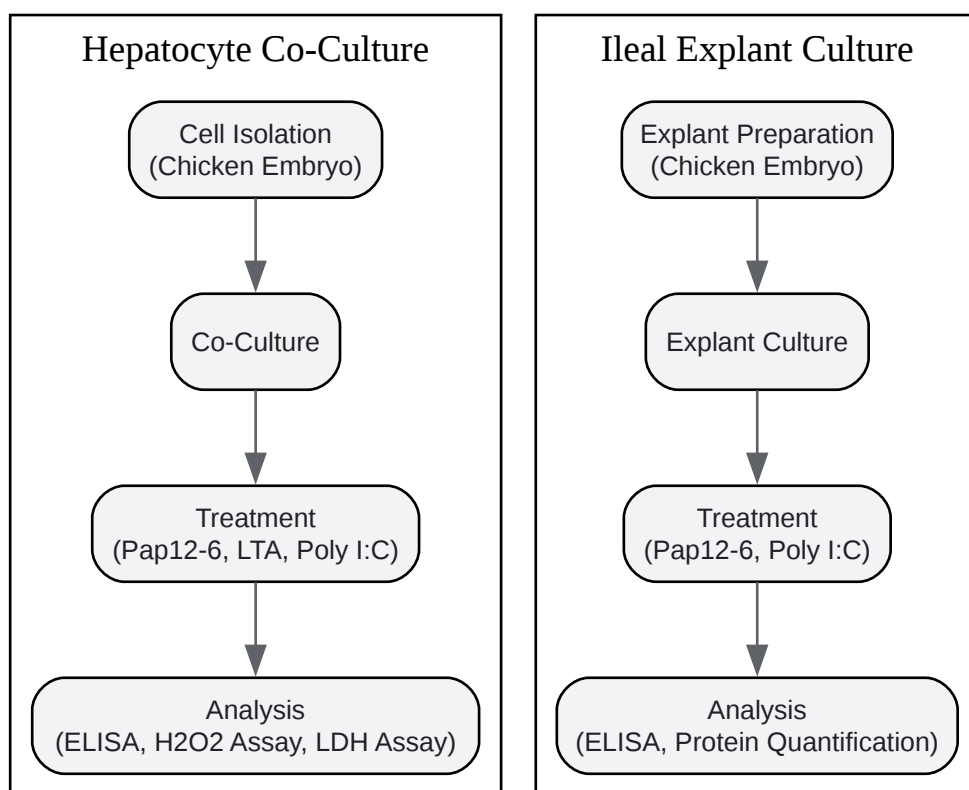 Hepatocyte Co-Culture
Cell Isolation
(Chicken Embryo)
Co-Culture
Treatment
(Pap12-6, LTA, Poly I:C)
Analysis
(ELISA, H2O2 Assay, LDH Assay)
Ileal Explant Culture
Explant Preparation
(Chicken Embryo)
Explant Culture
Treatment
(Pap12-6, Poly I:C)
Analysis
(ELISA, Protein Quantification)